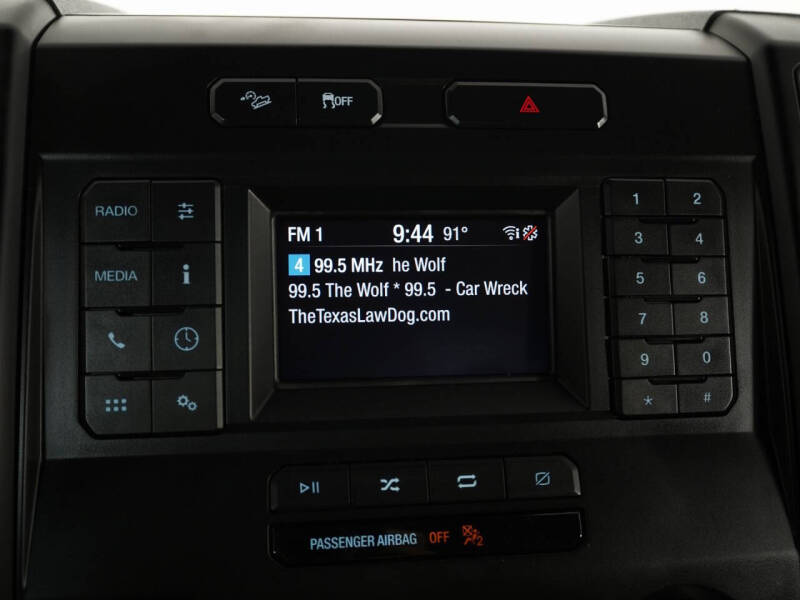 OFF
RADIO
MEDIA
FM 1 9:44 91°
4 99.5 MHz he Wolf
99.5 The Wolf * 99.5 - Car Wreck
TheTexasLawDog.com
1 2
3 4
5 6
7 8
9 0
* #
PASSENGER AIRBAG OFF 2